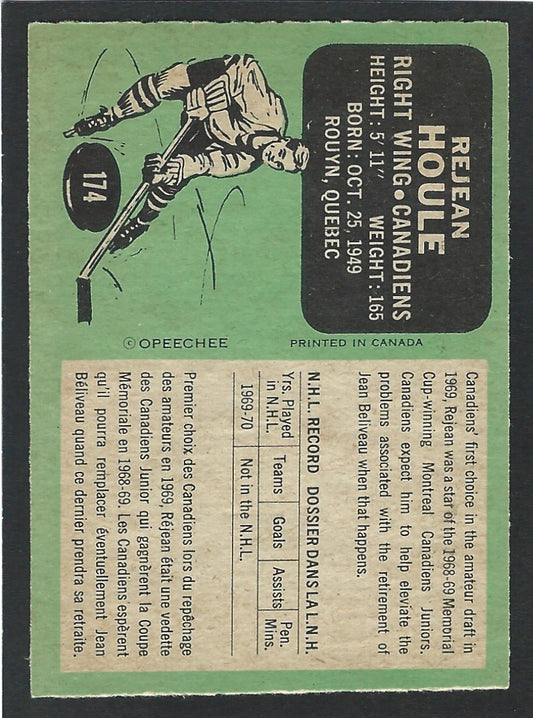 REJEAN
HOULE
RIGHT WING • CANADIENS
HEIGHT: 5' 11" WEIGHT: 165
BORN: OCT. 25, 1949
ROUYN, QUEBEC
174
© OPEECHEE
PRINTED IN CANADA
Canadiens' first choice in the amateur draft in
1969, Rejean was a star of the 1968-69 Memorial
Cup-winning Montreal Canadiens Juniors.
Canadiens expect him to help eleviate the
problems associated with the retirement of
Jean Beliveau when that happens.
N.H.L. RECORD DOSSIER DANS LA L.N.H.
Yrs. Played in N.H.L. Teams Goals Assists Pen. Mins.
1969-70 Not in the N.H.L.
Premier choix des Canadiens lors du repêchage
des amateurs en 1969, Réjean était une vedette
des Canadiens Junior qui gagnèrent la Coupe
Mémoriale en 1968-69. Les Canadiens espèrent
qu'il pourra remplacer éventuellement Jean
Béliveau quand ce dernier prendra sa retraite.